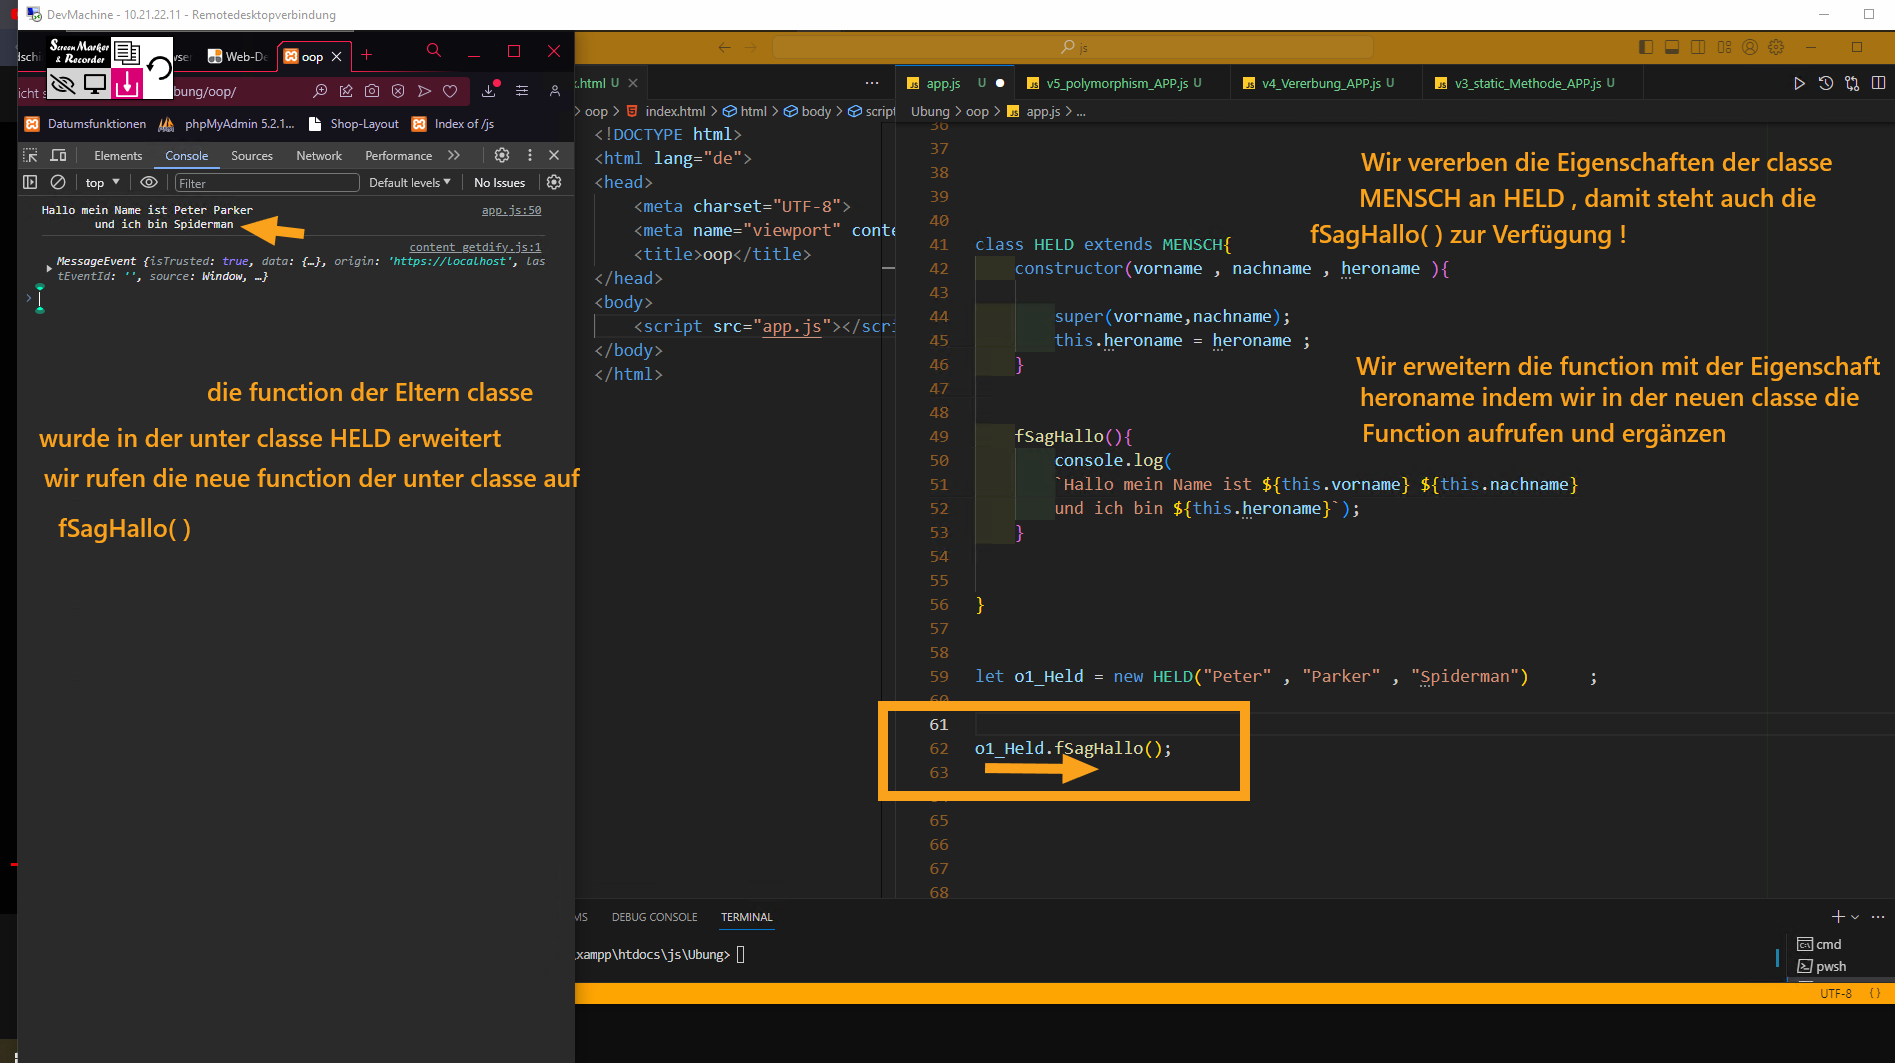 DevMachine - 10.21.22.11 - Remotedesktopverbindung
Screen Marker
& Recorder
Web-De
oop
icht s
bung/oop/
Datumsfunktionen
phpMyAdmin 5.2.1...
Shop-Layout
Index of /js
Elements
Console
Sources
Network
Performance
top
Filter
Default levels
No Issues
Hallo mein Name ist Peter Parker
app.js:50
und ich bin Spiderman
content_getdify.js:1
MessageEvent {isTrusted: true, data: {…}, origin: 'https://localhost', las
tEventId: '', source: Window, …}
die function der Eltern classe
wurde in der unter classe HELD erweitert
wir rufen die neue function der unter classe auf
fSagHallo( )
js
x.html U
oop > index.html > html > body > script
<!DOCTYPE html>
<html lang="de">
<head>
<meta charset="UTF-8">
<meta name="viewport" conte
<title>oop</title>
</head>
<body>
<script src="app.js"></scri
</body>
</html>
app.js U
v5_polymorphism_APP.js U
v4_Vererbung_APP.js U
v3_static_Methode_APP.js U
Ubung > oop > app.js > ...
36
37
38
39
40
41 class HELD extends MENSCH{
42 constructor(vorname , nachname , heroname ){
43
44 super(vorname,nachname);
45 this.heroname = heroname ;
46 }
47
48
49 fSagHallo(){
50 console.log(
51 `Hallo mein Name ist ${this.vorname} ${this.nachname}
52 und ich bin ${this.heroname}`);
53 }
54
55
56 }
57
58
59 let o1_Held = new HELD("Peter" , "Parker" , "Spiderman") ;
60
61
62 o1_Held.fSagHallo();
63
65
66
67
68
Wir vererben die Eigenschaften der classe
MENSCH an HELD , damit steht auch die
fSagHallo( ) zur Verfügung !
Wir erweitern die function mit der Eigenschaft
heroname indem wir in der neuen classe die
Function aufrufen und ergänzen
MS
DEBUG CONSOLE
TERMINAL
\xampp\htdocs\js\Ubung>
cmd
pwsh
UTF-8 {}